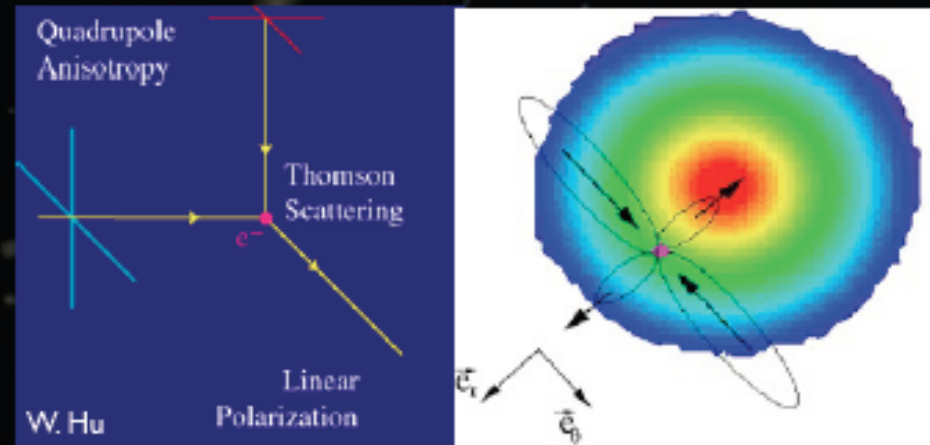 Quadrupole
Anisotropy
Thomson
Scattering
e⁻
Linear
Polarization
W. Hu
e⃗r
e⃗θ